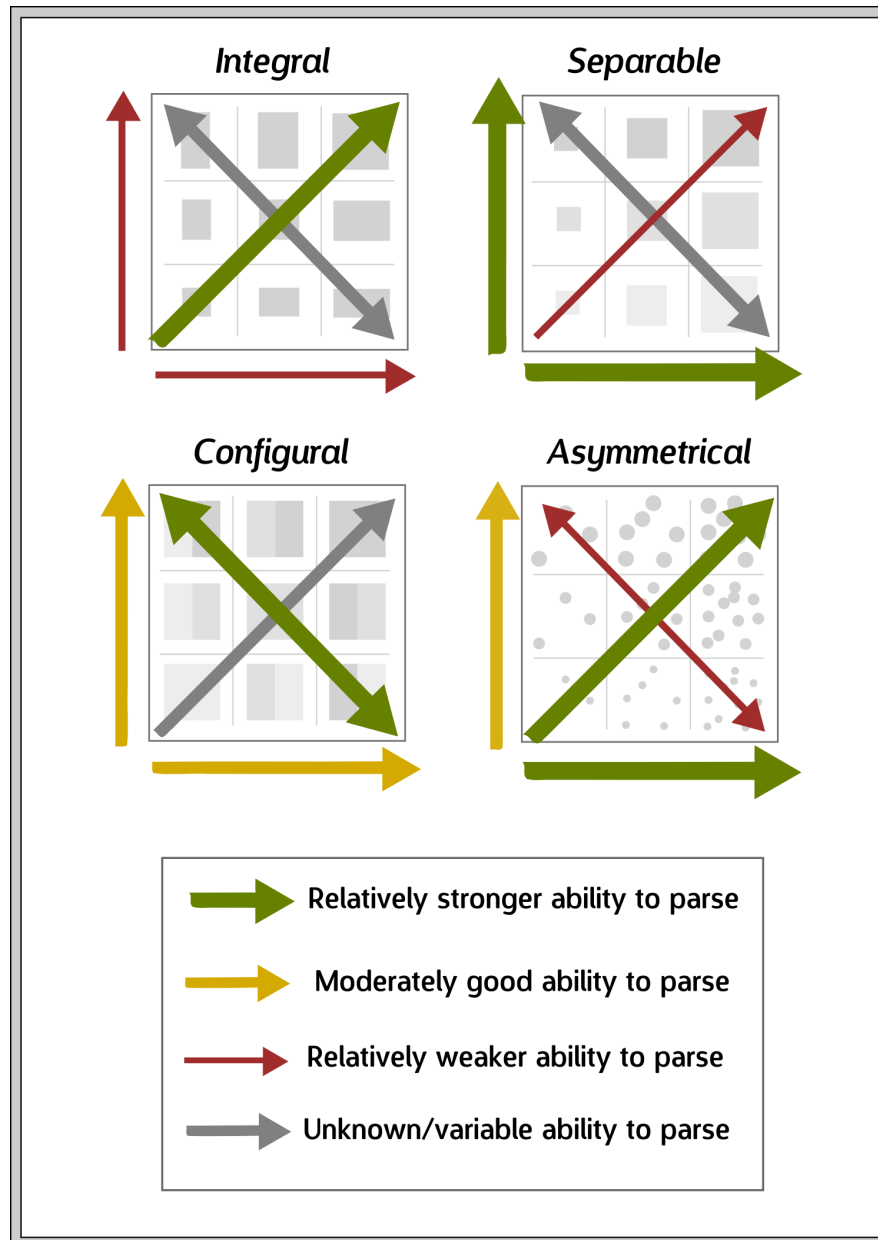 Integral
Separable
Configural
Asymmetrical
Relatively stronger ability to parse
Moderately good ability to parse
Relatively weaker ability to parse
Unknown/variable ability to parse